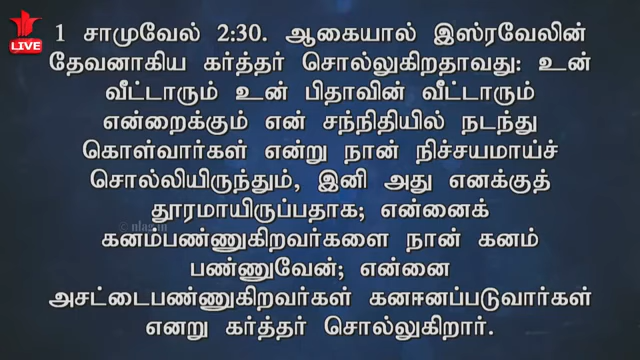 LIVE
1 சாமுவேல் 2:30. ஆகையால் இஸ்ரவேலின்
தேவனாகிய கர்த்தர் சொல்லுகிறதாவது: உன்
வீட்டாரும் உன் பிதாவின் வீட்டாரும்
என்றைக்கும் என் சந்நிதியில் நடந்து
கொள்வார்கள் என்று நான் நிச்சயமாய்ச்
சொல்லியிருந்தும், இனி அது எனக்குத்
தூரமாயிருப்பதாக; என்னைக்
கனம்பண்ணுகிறவர்களை நான் கனம்
பண்ணுவேன்; என்னை
அசட்டைபண்ணுகிறவர்கள் கனஈனப்படுவார்கள்
எனறு கர்த்தர் சொல்லுகிறார்.